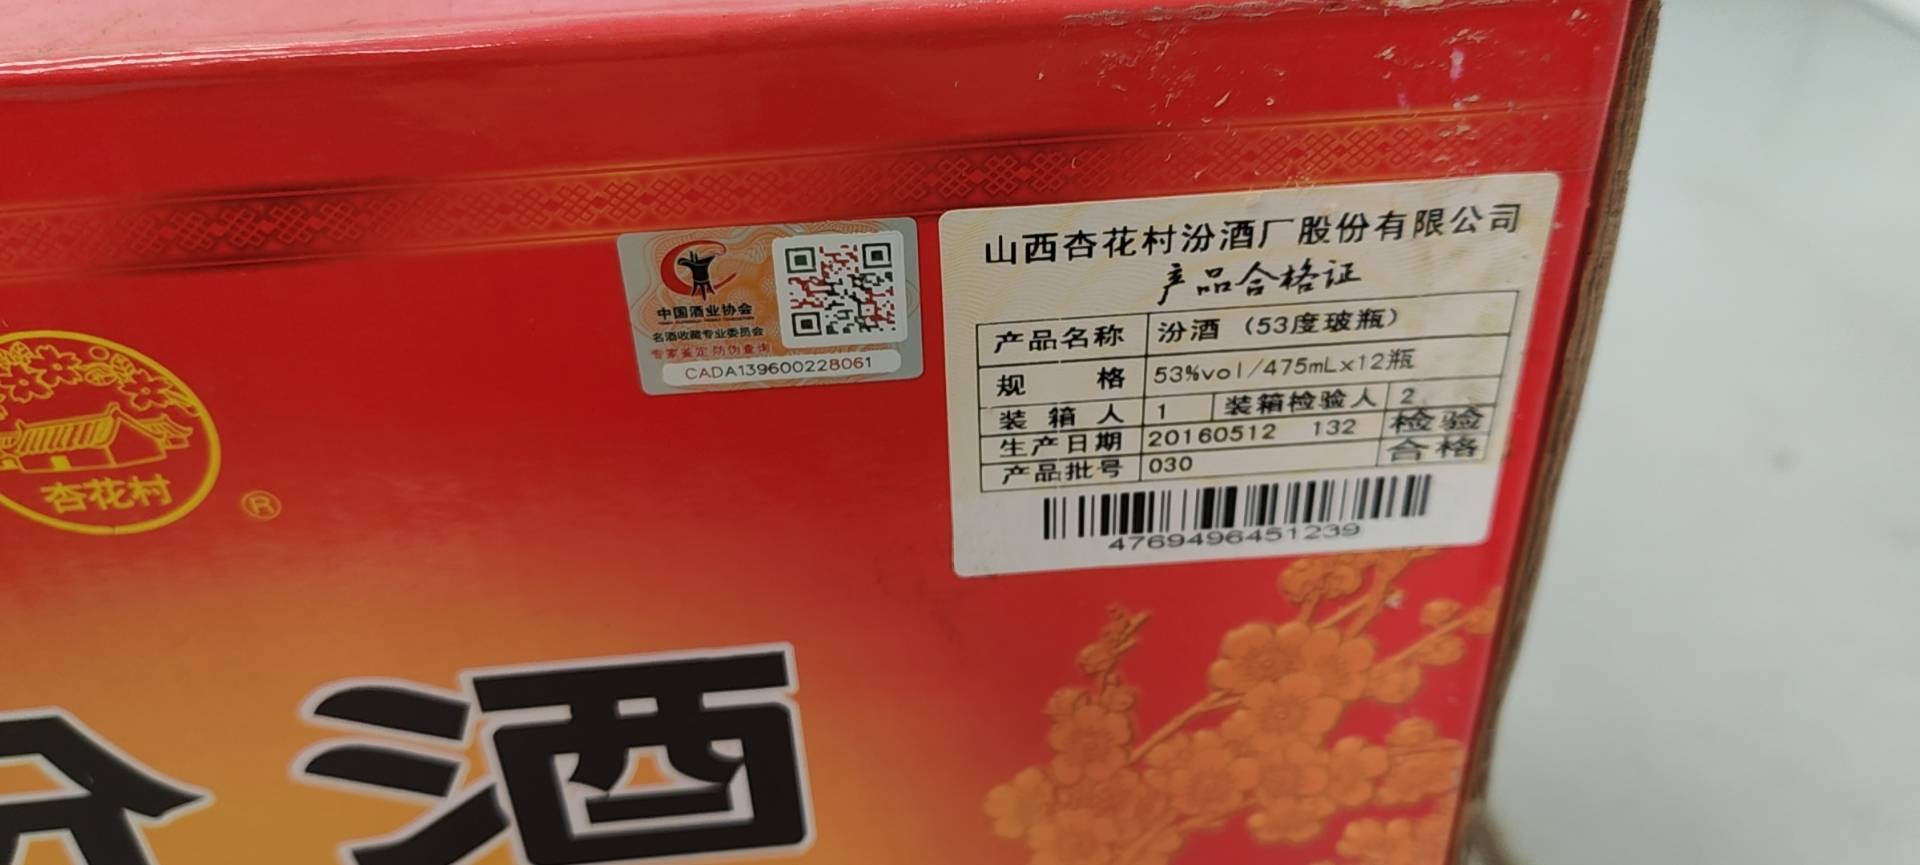 山西杏花村汾酒厂股份有限公司
产品合格证
产品名称 汾酒（53度玻瓶）
规格 53%vol/475mLx12瓶
装箱人 1 装箱检验人 2
生产日期 20160512 132 检验
产品批号 030 合格
4769496451239
中国酒业协会
名酒收藏专业委员会
专家鉴定 防伪查询
CADA139600228061
杏花村
®
酒